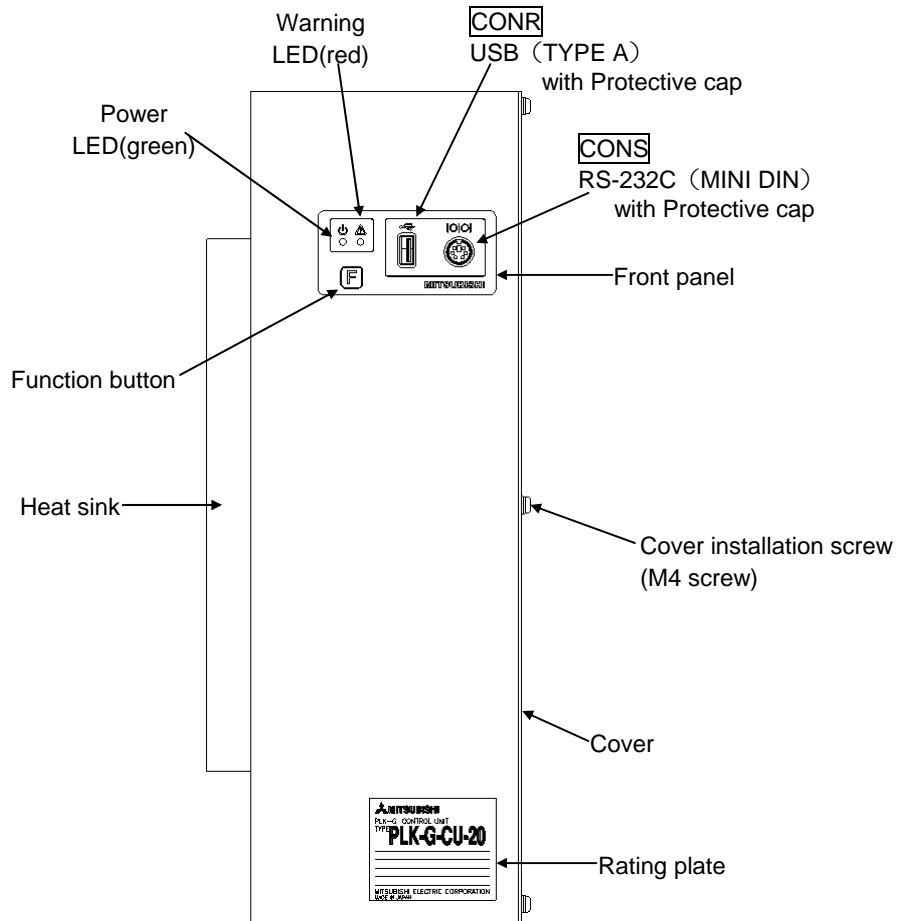 Warning
LED(red)
CONR
USB（TYPE A）
with Protective cap
Power
LED(green)
CONS
RS-232C（MINI DIN）
with Protective cap
|O|O|
F
MITSUBISHI
Front panel
Function button
Heat sink
Cover installation screw
(M4 screw)
Cover
MITSUBISHI
PLK-G CONTROL UNIT
TYPE PLK-G-CU-20
Rating plate
MITSUBISHI ELECTRIC CORPORATION
MADE IN JAPAN